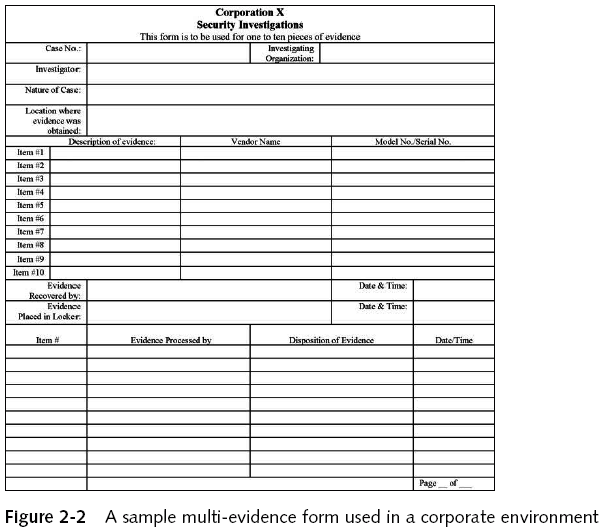 Corporation X
Security Investigations
This form is to be used for one to ten pieces of evidence
Case No.: Investigating Organization:
Investigator:
Nature of Case:
Location where
evidence was
obtained:
Description of evidence: Vendor Name Model No./Serial No.
Item #1
Item #2
Item #3
Item #4
Item #5
Item #6
Item #7
Item #8
Item #9
Item #10
Evidence Recovered by: Date & Time:
Evidence Placed in Locker: Date & Time:
Item # Evidence Processed by Disposition of Evidence Date/Time
Page __ of ___
Figure 2-2 A sample multi-evidence form used in a corporate environment